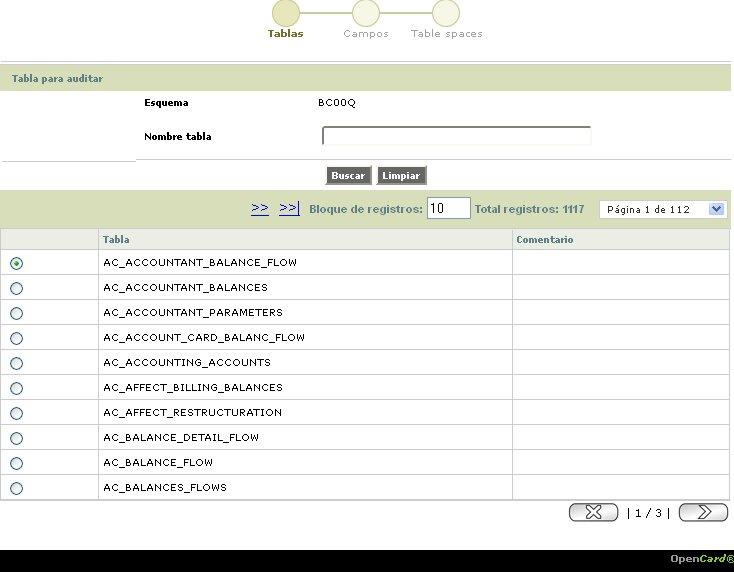 Tablas Campos Table spaces
Tabla para auditar
Esquema BC00Q
Nombre tabla
Buscar Limpiar
>> >>| Bloque de registros: 10 Total registros: 1117 Página 1 de 112
Tabla Comentario
AC_ACCOUNTANT_BALANCE_FLOW
AC_ACCOUNTANT_BALANCES
AC_ACCOUNTANT_PARAMETERS
AC_ACCOUNT_CARD_BALANC_FLOW
AC_ACCOUNTING_ACCOUNTS
AC_AFFECT_BILLING_BALANCES
AC_AFFECT_RESTRUCTURATION
AC_BALANCE_DETAIL_FLOW
AC_BALANCE_FLOW
AC_BALANCES_FLOWS
| 1 / 3 |
OpenCard®